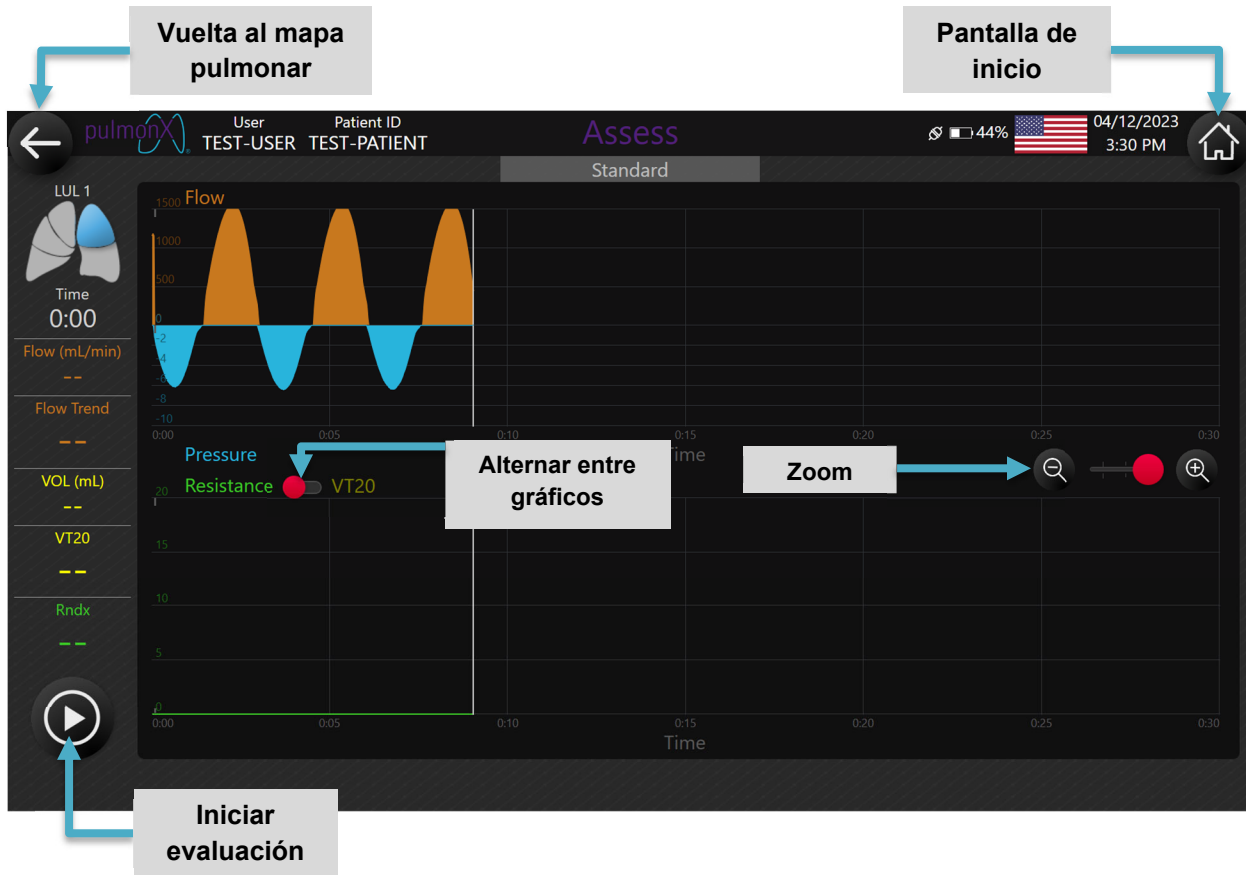 Vuelta al mapa
pulmonar
Pantalla de
inicio
pulmonX
User
TEST-USER
Patient ID
TEST-PATIENT
Assess
44%
04/12/2023
3:30 PM
Standard
LUL 1
Time
0:00
Flow (mL/min)
--
Flow Trend
--
VOL (mL)
--
VT20
--
Rndx
--
Flow
1500
1000
500
0
-2
-4
-6
-8
-10
0:00 0:05 0:10 0:15 0:20 0:25 0:30
Time
Pressure
Resistance VT20
Alternar entre
gráficos
Zoom
20
15
10
5
0
0:00 0:05 0:10 0:15 0:20 0:25 0:30
Time
Iniciar
evaluación